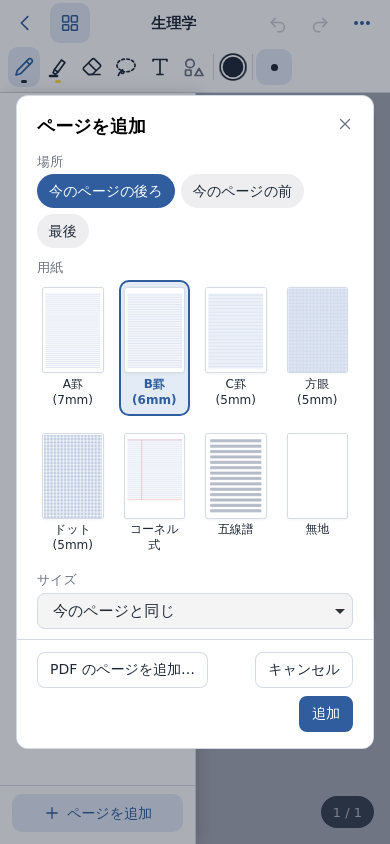 生理学
T
ページを追加
場所
今のページの後ろ
今のページの前
最後
用紙
A罫
(7mm)
B罫
(6mm)
C罫
(5mm)
方眼
(5mm)
ドット
(5mm)
コーネル
式
五線譜
無地
サイズ
今のページと同じ
PDF のページを追加...
キャンセル
追加
ページを追加
1 / 1